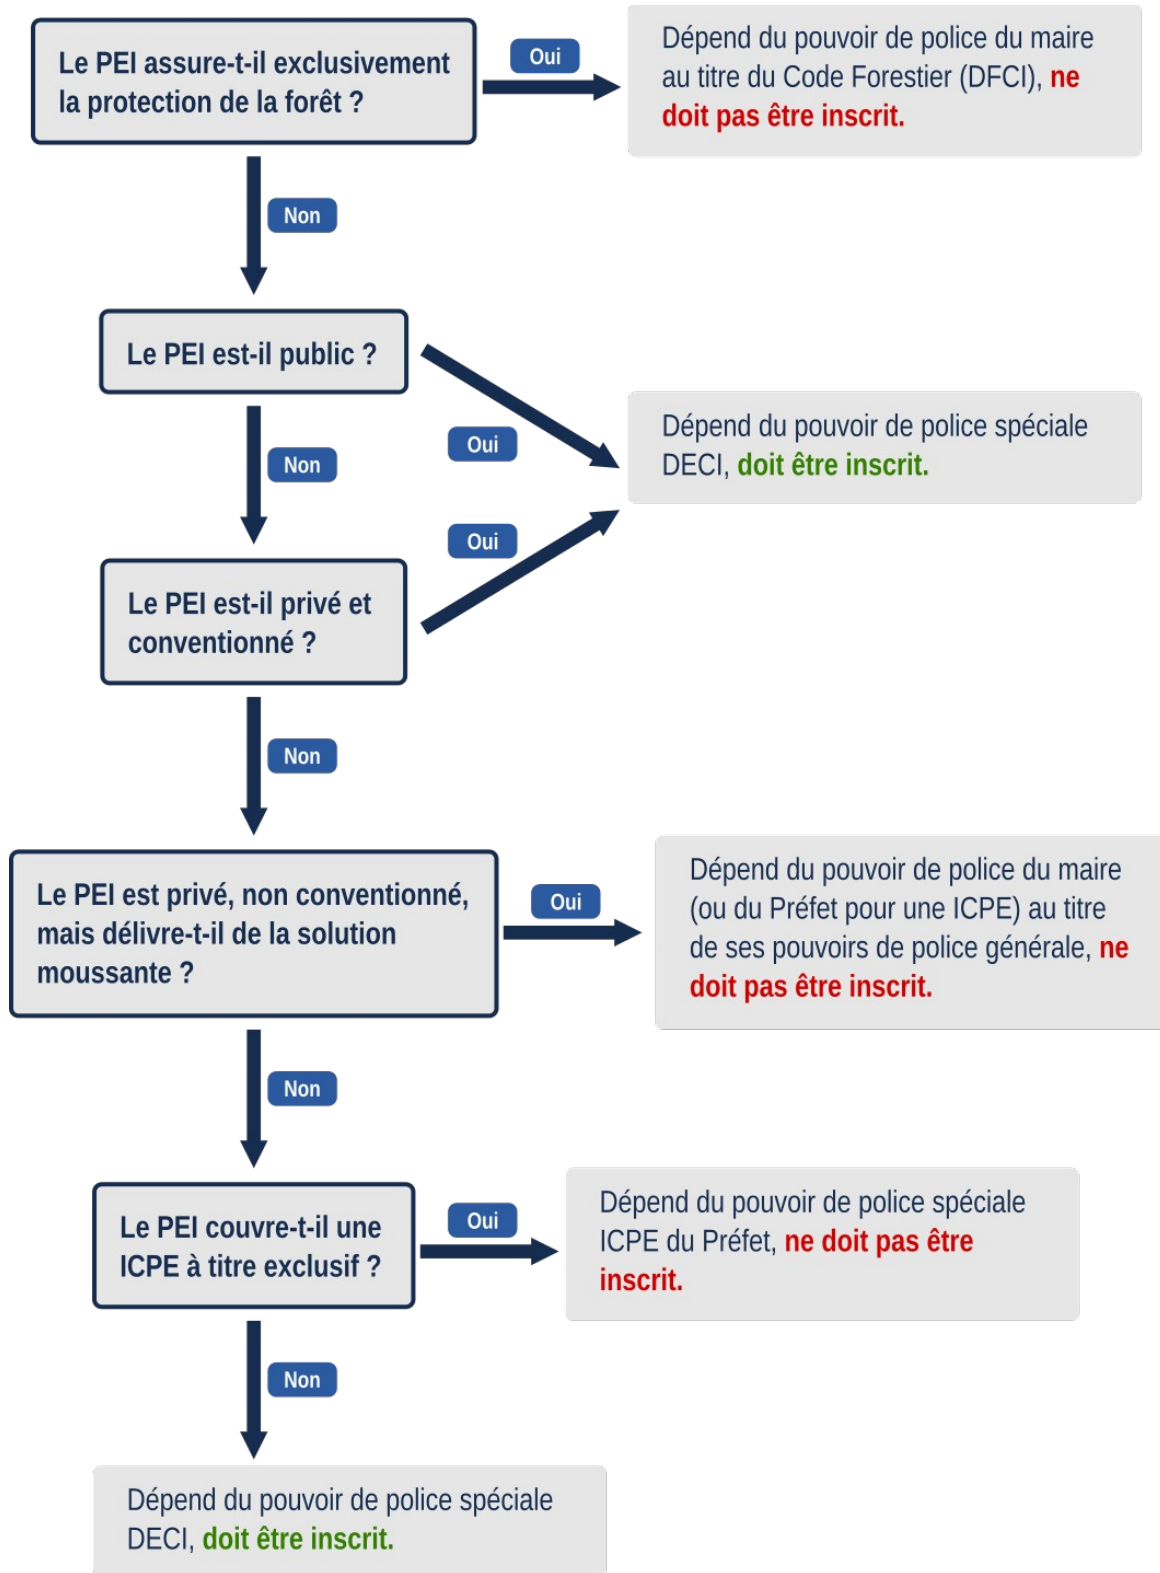 Le PEI assure-t-il exclusivement
la protection de la forêt ?
Oui
Dépend du pouvoir de police du maire
au titre du Code Forestier (DFCI), ne
doit pas être inscrit.
Non
Le PEI est-il public ?
Oui
Dépend du pouvoir de police spéciale
DECI, doit être inscrit.
Non
Oui
Le PEI est-il privé et
conventionné ?
Non
Le PEI est privé, non conventionné,
mais délivre-t-il de la solution
moussante ?
Oui
Dépend du pouvoir de police du maire
(ou du Préfet pour une ICPE) au titre
de ses pouvoirs de police générale, ne
doit pas être inscrit.
Non
Le PEI couvre-t-il une
ICPE à titre exclusif ?
Oui
Dépend du pouvoir de police spéciale
ICPE du Préfet, ne doit pas être
inscrit.
Non
Dépend du pouvoir de police spéciale
DECI, doit être inscrit.